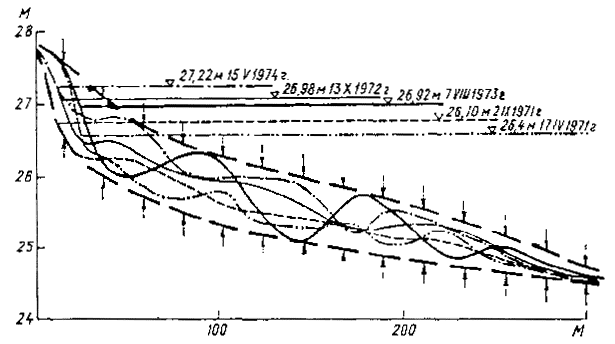 М
28
27
26
25
24
27,22 м 15 V 1974 г.
26,98 м 13 X 1972 г.
26,92 м 7 VIII 1973 г
26,10 м 2 IX 1971 г.
26,4 м 17 IV 1971 г.
100
200
М